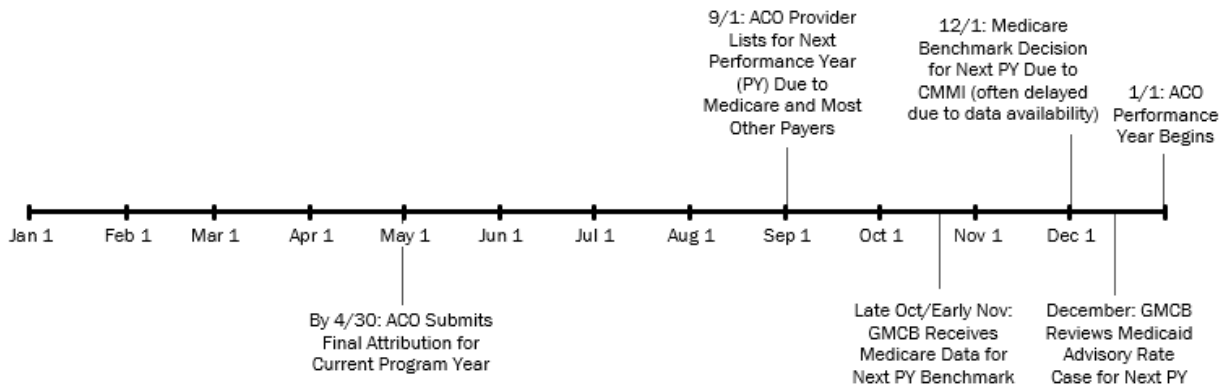 9/1: ACO Provider
Lists for Next
Performance Year
(PY) Due to
Medicare and Most
Other Payers
12/1: Medicare
Benchmark Decision
for Next PY Due to
CMMI (often delayed
due to data availability)
1/1: ACO
Performance
Year Begins
Jan 1 Feb 1 Mar 1 Apr 1 May 1 Jun 1 Jul 1 Aug 1 Sep 1 Oct 1 Nov 1 Dec 1
By 4/30: ACO Submits
Final Attribution for
Current Program Year
Late Oct/Early Nov:
GMCB Receives
Medicare Data for
Next PY Benchmark
December: GMCB
Reviews Medicaid
Advisory Rate
Case for Next PY